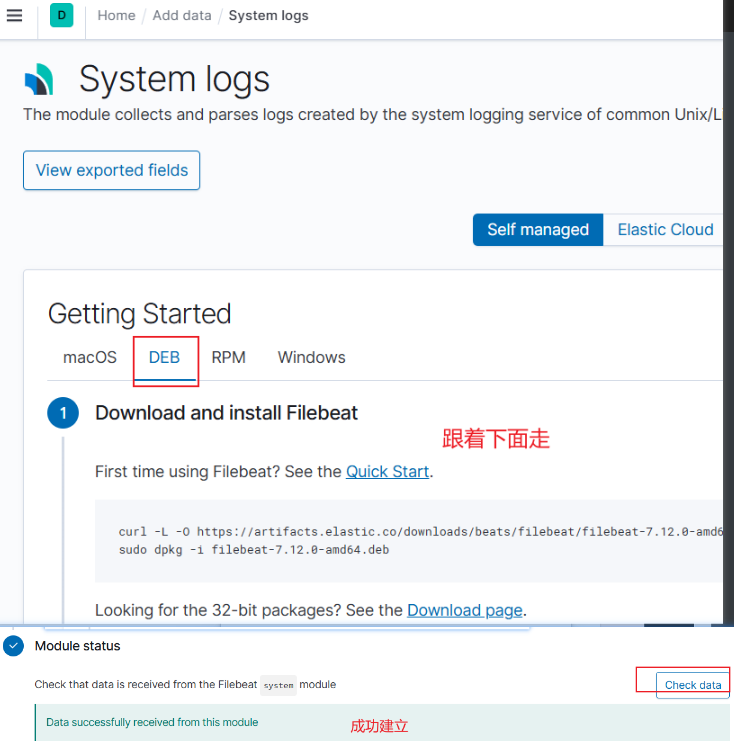 D Home / Add data / System logs
System logs
The module collects and parses logs created by the system logging service of common Unix/Li
View exported fields
Self managed Elastic Cloud
Getting Started
macOS DEB RPM Windows
1 Download and install Filebeat
跟着下面走
First time using Filebeat? See the Quick Start.
curl -L -O https://artifacts.elastic.co/downloads/beats/filebeat/filebeat-7.12.0-amd6
sudo dpkg -i filebeat-7.12.0-amd64.deb
Looking for the 32-bit packages? See the Download page.
Module status
Check that data is received from the Filebeat system module
Check data
Data successfully received from this module
成功建立